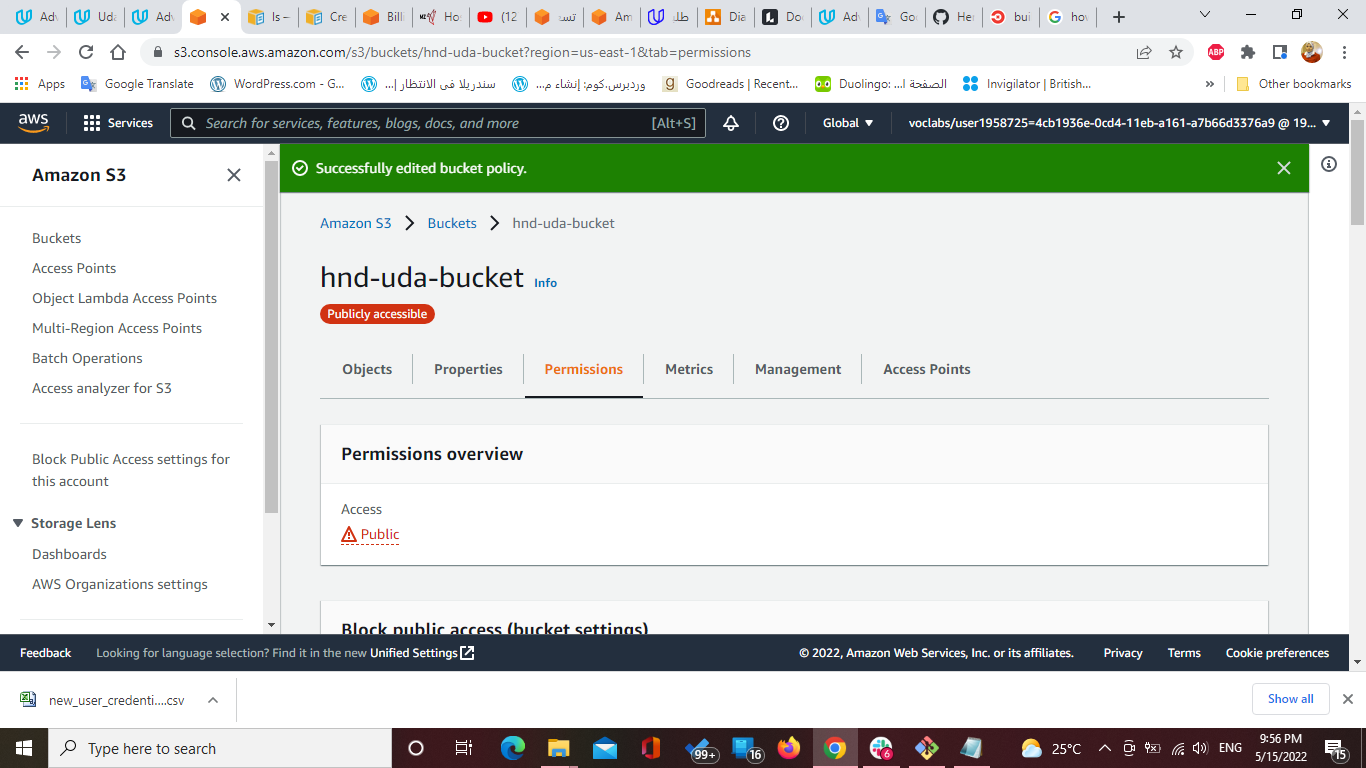 Adv
Uda
Adv
Is
Cre
Billi
Ho
(12
تسـ
Am
طلـ
Dia
Do
Adv
Goo
Her
bui
hov
s3.console.aws.amazon.com/s3/buckets/hnd-uda-bucket?region=us-east-1&tab=permissions
ABP
Apps
Google Translate
WordPress.com - G...
سندريلا فى الانتظار |...
وردبرس.كوم: إنشاء م...
Goodreads | Recent...
Duolingo: الصفحة ا...
Invigilator | British...
Other bookmarks
aws
Services
Search for services, features, blogs, docs, and more
[Alt+S]
Global
voclabs/user1958725=4cb1936e-0cd4-11eb-a161-a7b66d3376a9 @ 19...
Amazon S3
Successfully edited bucket policy.
Amazon S3
Buckets
hnd-uda-bucket
Buckets
Access Points
Object Lambda Access Points
Multi-Region Access Points
Batch Operations
Access analyzer for S3
Block Public Access settings for
this account
Storage Lens
Dashboards
AWS Organizations settings
hnd-uda-bucket Info
Publicly accessible
Objects
Properties
Permissions
Metrics
Management
Access Points
Permissions overview
Access
Public
Block public access (bucket settings)
Feedback
Looking for language selection? Find it in the new Unified Settings
© 2022, Amazon Web Services, Inc. or its affiliates.
Privacy
Terms
Cookie preferences
new_user_credenti....csv
Show all
Type here to search
99+
16
6
25°C
ENG
9:56 PM
5/15/2022
15